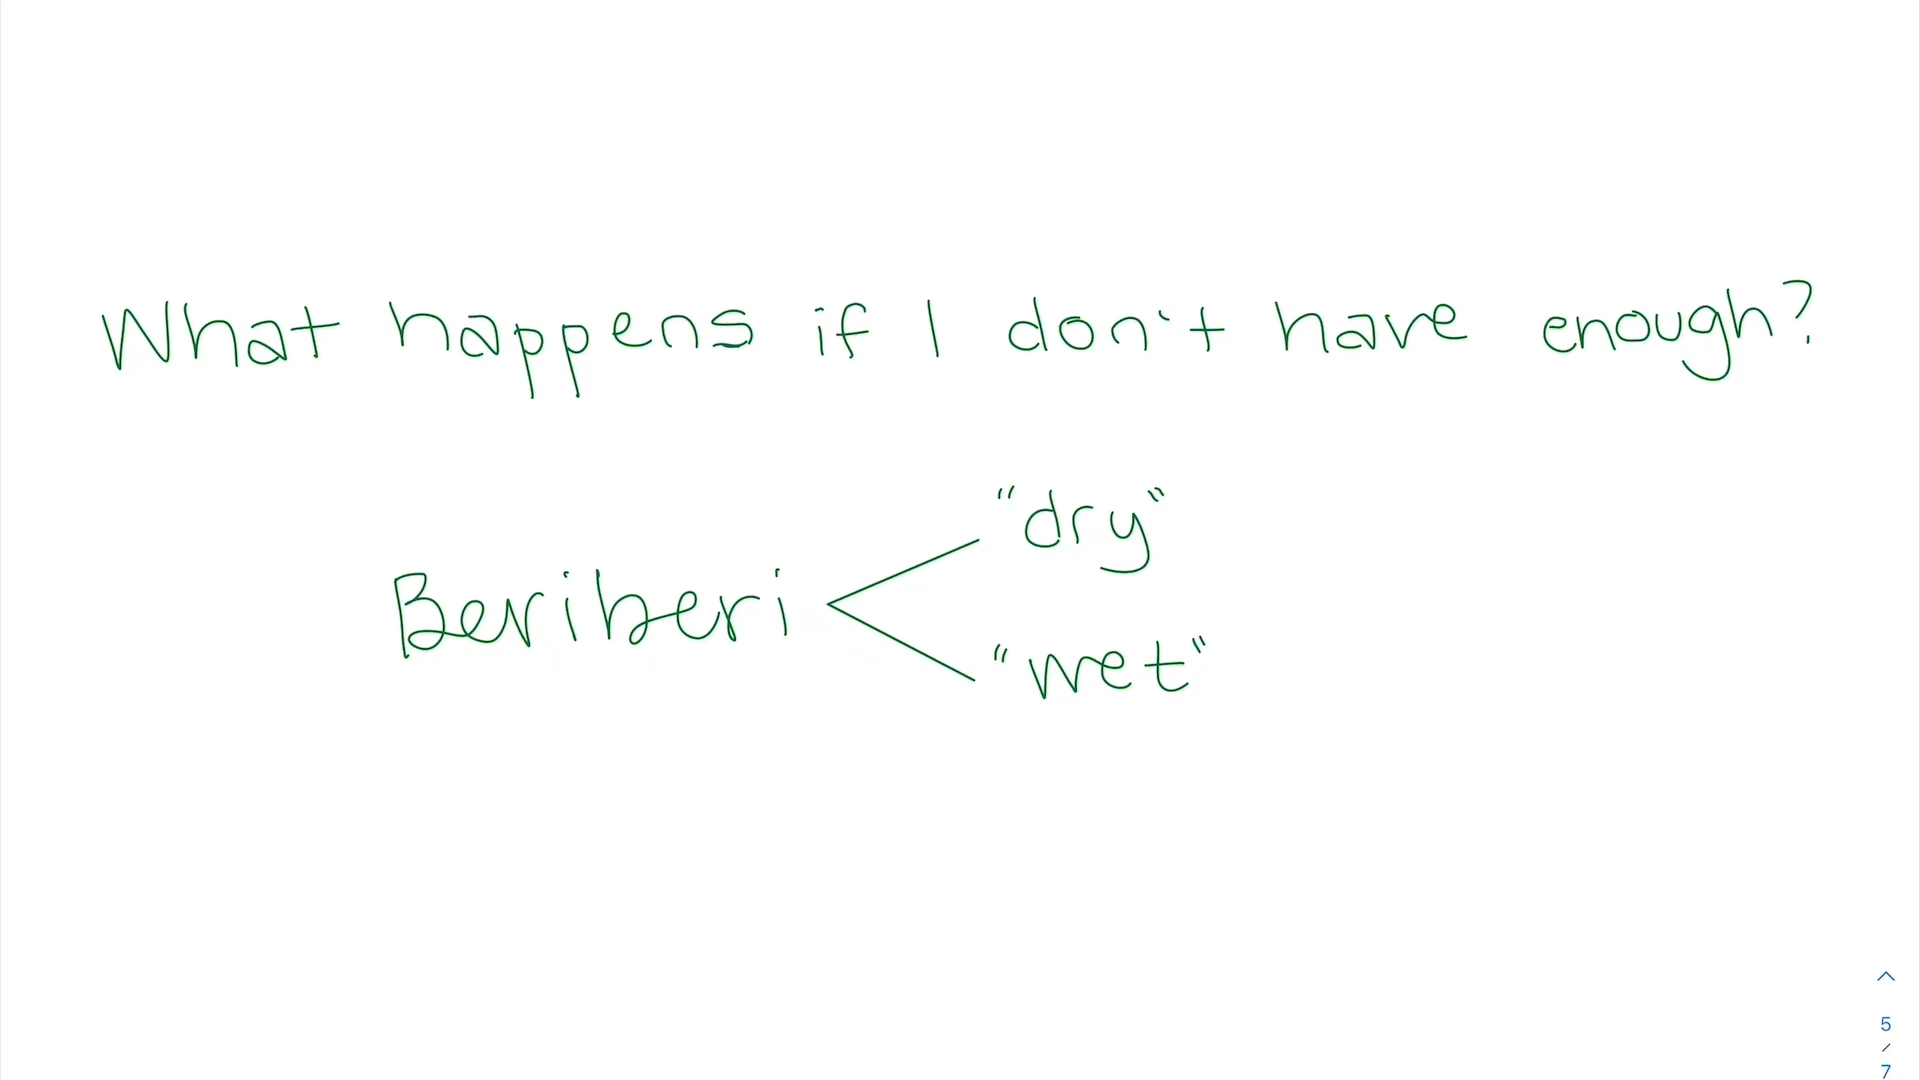 What happens if I don't have enough?
"dry"
Beriberi
"wet"
5
/
7